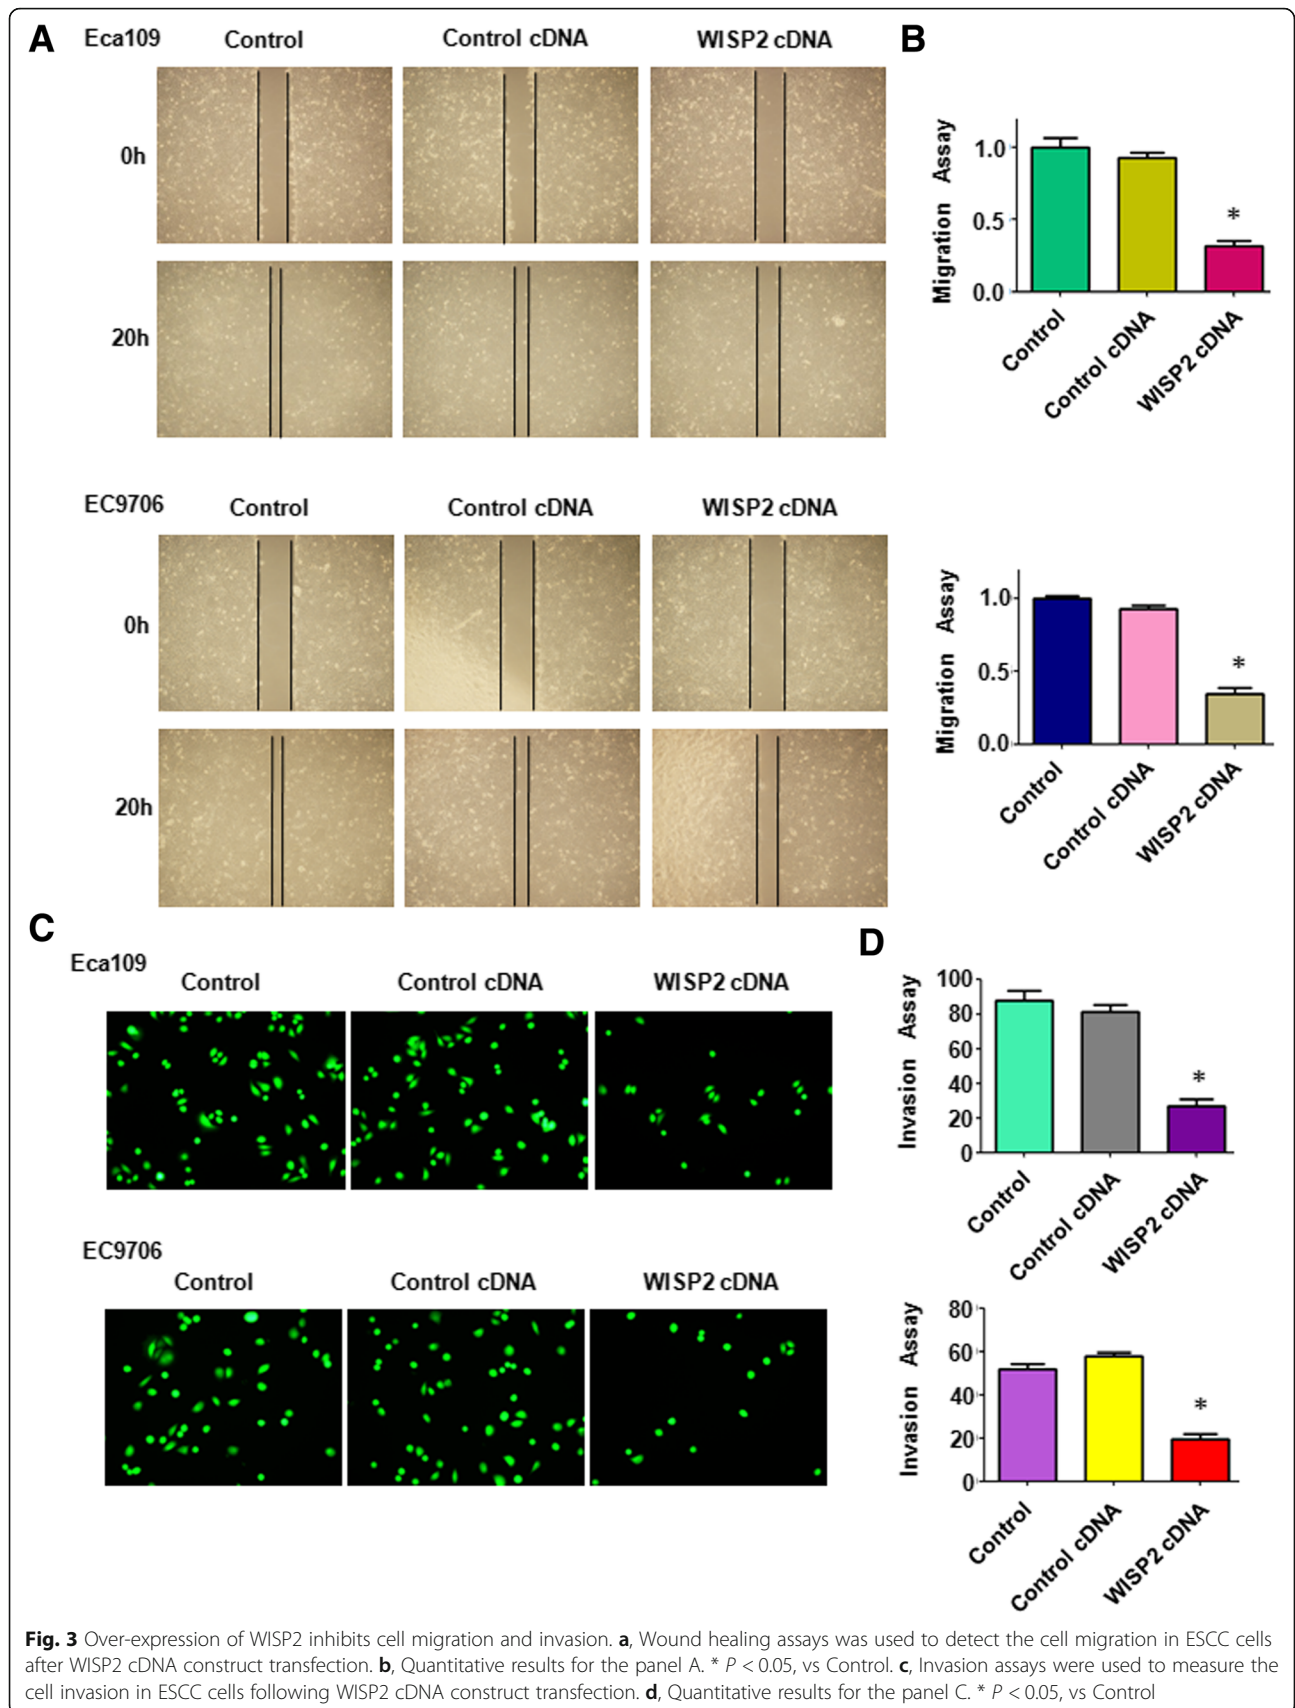 A
Eca109
Control
Control cDNA
WISP2 cDNA
0h
20h
B
Migration Assay
1.0
0.5
0.0
*
Control
Control cDNA
WISP2 cDNA
EC9706
Control
Control cDNA
WISP2 cDNA
0h
20h
Migration Assay
1.0
0.5
0.0
*
Control
Control cDNA
WISP2 cDNA
C
Eca109
Control
Control cDNA
WISP2 cDNA
D
Invasion Assay
100
80
60
40
20
0
*
Control
Control cDNA
WISP2 cDNA
EC9706
Control
Control cDNA
WISP2 cDNA
Invasion Assay
80
60
40
20
0
*
Control
Control cDNA
WISP2 cDNA
Fig. 3 Over-expression of WISP2 inhibits cell migration and invasion. a, Wound healing assays was used to detect the cell migration in ESCC cells
after WISP2 cDNA construct transfection. b, Quantitative results for the panel A. * P < 0.05, vs Control. c, Invasion assays were used to measure the
cell invasion in ESCC cells following WISP2 cDNA construct transfection. d, Quantitative results for the panel C. * P < 0.05, vs Control